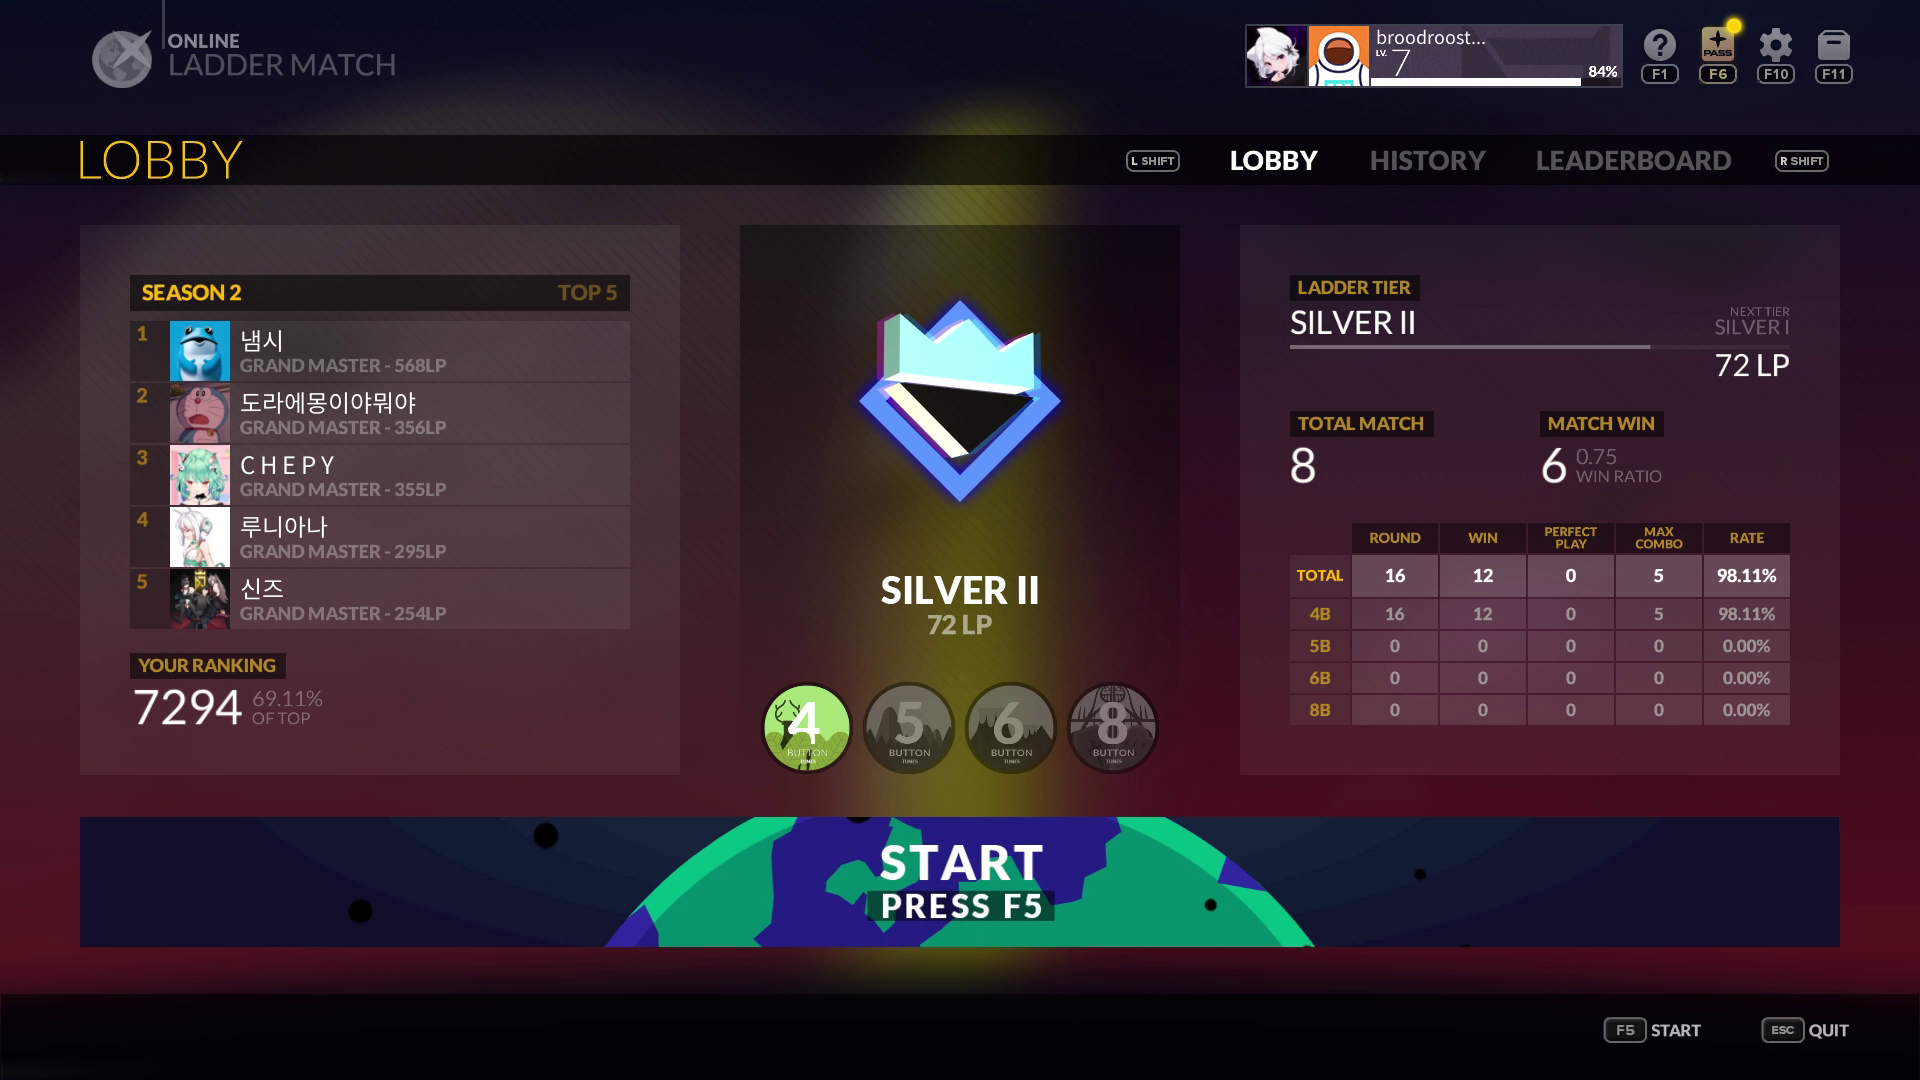 ONLINE
LADDER MATCH
broodroost...
LV. 7
84%
PASS
F1
F6
F10
F11
LOBBY
L SHIFT
LOBBY
HISTORY
LEADERBOARD
R SHIFT
SEASON 2
TOP 5
1
냄시
GRAND MASTER - 568LP
2
도라에몽이야뭐야
GRAND MASTER - 356LP
3
C H E P Y
GRAND MASTER - 355LP
4
루니아나
GRAND MASTER - 295LP
5
신즈
GRAND MASTER - 254LP
YOUR RANKING
7294
69.11%
OF TOP
SILVER II
72 LP
4
BUTTON
TUNES
5
BUTTON
TUNES
6
BUTTON
TUNES
8
BUTTON
TUNES
LADDER TIER
SILVER II
NEXT TIER
SILVER I
72 LP
TOTAL MATCH
8
MATCH WIN
6
0.75
WIN RATIO
ROUND WIN PERFECT PLAY MAX COMBO RATE
TOTAL 16 12 0 5 98.11%
4B 16 12 0 5 98.11%
5B 0 0 0 0 0.00%
6B 0 0 0 0 0.00%
8B 0 0 0 0 0.00%
START
PRESS F5
F5 START
ESC QUIT